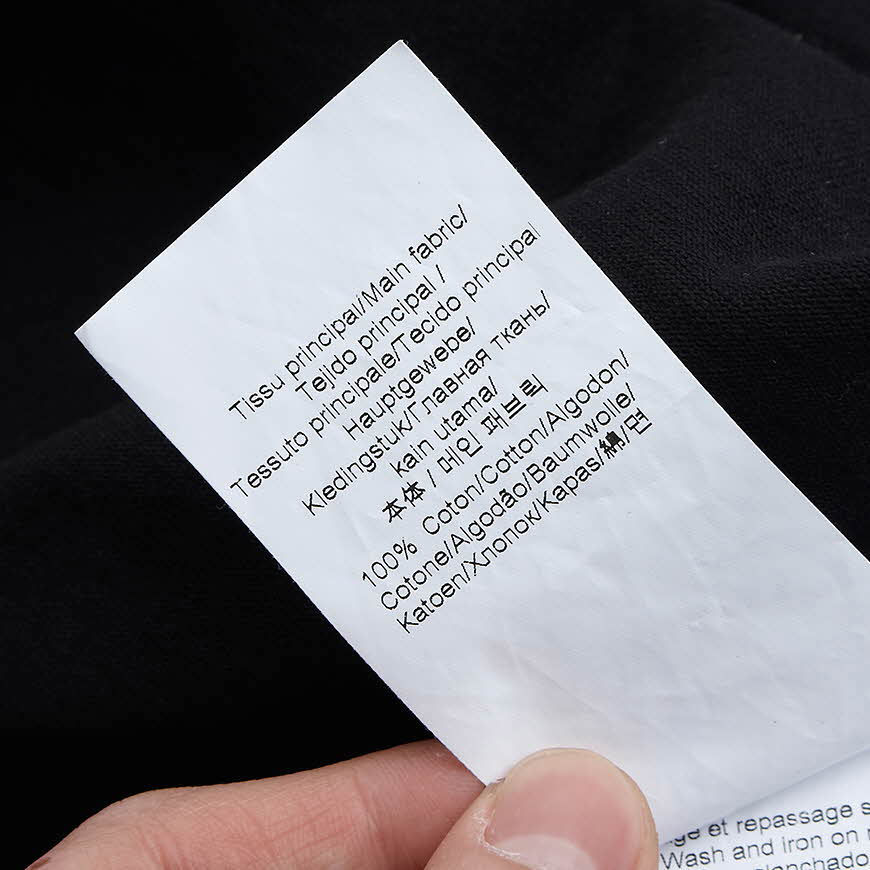 Tissu principal/Main fabric/
Tejido principal /
Tessuto principale/Tecido principal
Hauptgewebe/
Kledingstuk/Главная ткань/
kain utama/
本体 / 메인 패브릭
100% Coton/Cotton/Algodon/
Cotone/Algodão/Baumwolle/
Katoen/Хлопок/Kapas/綿/면
et repassage
Wash and iron on